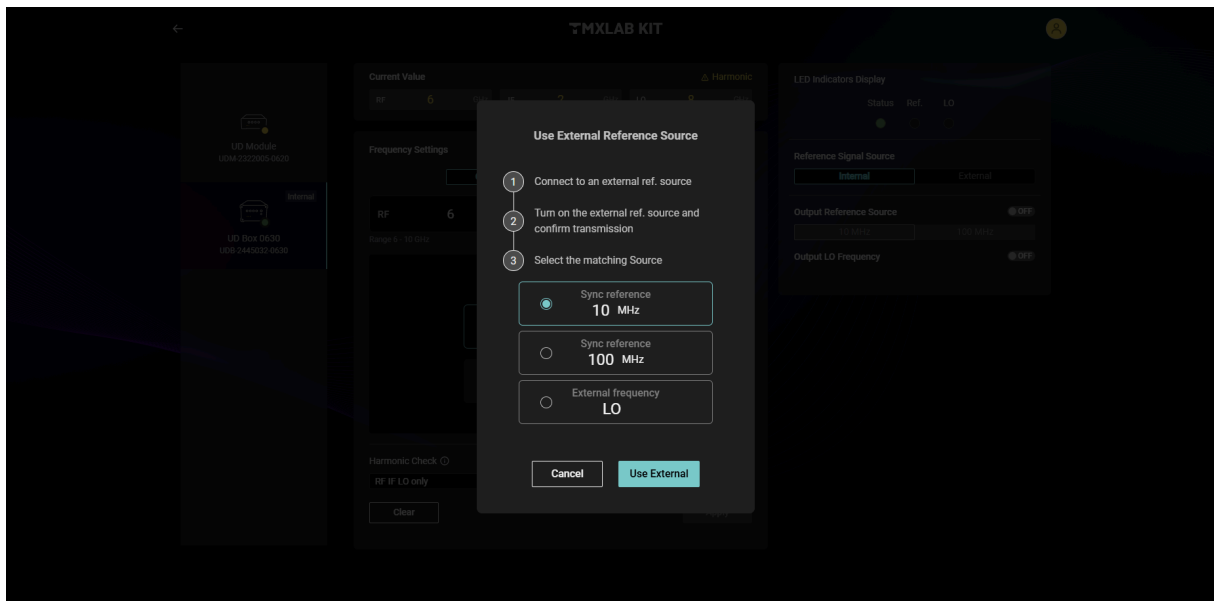 TMXLAB KIT
UD Module
UDM-2322005-0620
Internal
UD Box 0630
UDB-2445032-0630
Current Value
Harmonic
RF 6
Frequency Settings
RF 6
Range 6 - 10 GHz
Harmonic Check
RF IF LO only
Clear
Use External Reference Source
1 Connect to an external ref. source
2 Turn on the external ref. source and
confirm transmission
3 Select the matching Source
Sync reference
10 MHz
Sync reference
100 MHz
External frequency
LO
Cancel Use External
LED Indicators Display
Status Ref. LO
Reference Signal Source
Internal External
Output Reference Source OFF
10 MHz 100 MHz
Output LO Frequency OFF